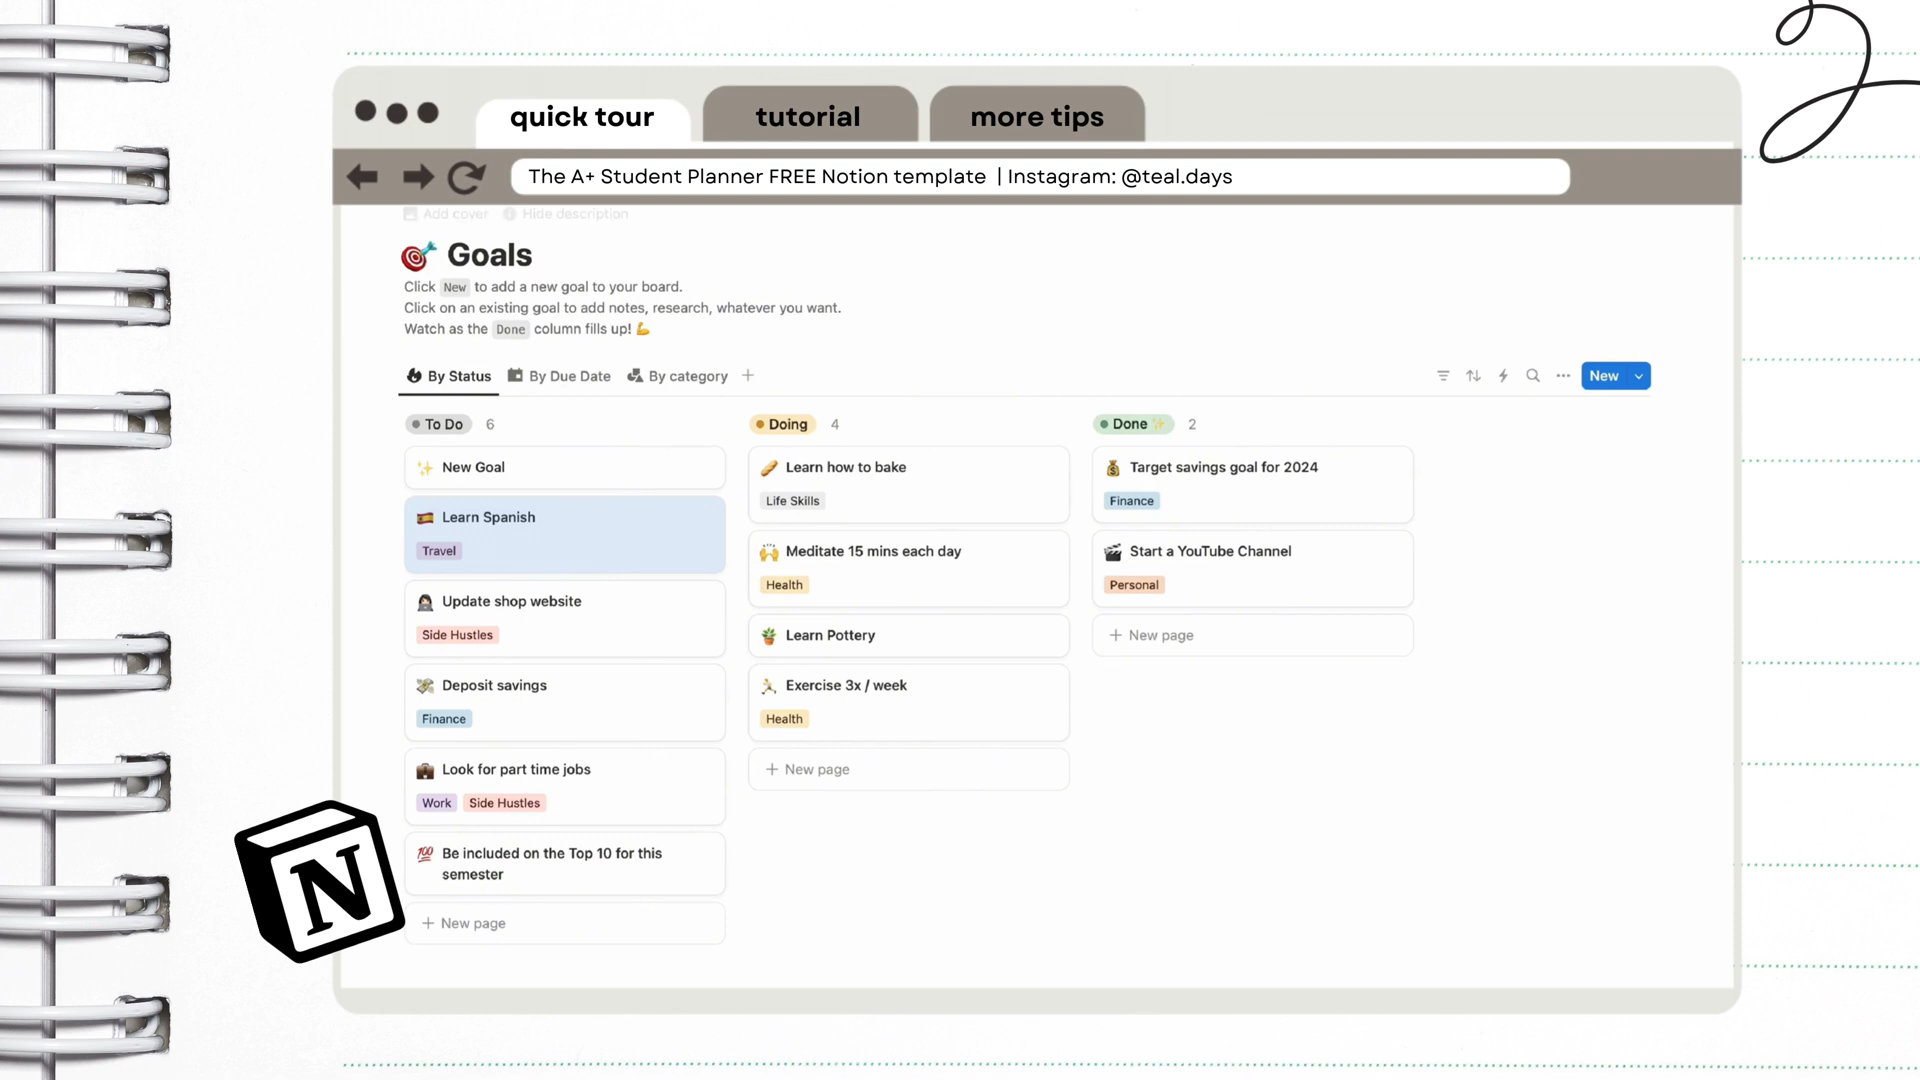 quick tour
tutorial
more tips
The A+ Student Planner FREE Notion template | Instagram: @teal.days
Add cover Hide description
🎯 Goals
Click New to add a new goal to your board.
Click on an existing goal to add notes, research, whatever you want.
Watch as the Done column fills up! 💪
By Status
By Due Date
By category
New
To Do 6
✨ New Goal
🇪🇸 Learn Spanish
Travel
Update shop website
Side Hustles
💸 Deposit savings
Finance
💼 Look for part time jobs
Work Side Hustles
💯 Be included on the Top 10 for this
semester
+ New page
Doing 4
🥖 Learn how to bake
Life Skills
🙌 Meditate 15 mins each day
Health
🪴 Learn Pottery
Exercise 3x / week
Health
+ New page
Done ✨ 2
💰 Target savings goal for 2024
Finance
🎬 Start a YouTube Channel
Personal
+ New page
N